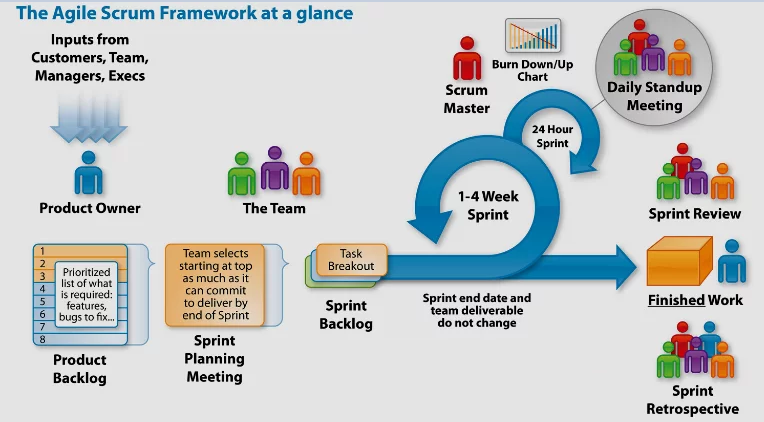 The Agile Scrum Framework at a glance
Inputs from
Customers, Team,
Managers, Execs
Product Owner
The Team
Scrum
Master
Burn Down/Up
Chart
Daily Standup
Meeting
24 Hour
Sprint
1-4 Week
Sprint
Sprint Review
1
2
3
4
5
6
7
8
Prioritized
list of what
is required:
features,
bugs to fix...
Product
Backlog
Team selects
starting at top
as much as it
can commit
to deliver by
end of Sprint
Sprint
Planning
Meeting
Task
Breakout
Sprint
Backlog
Sprint end date and
team deliverable
do not change
Finished Work
Sprint
Retrospective